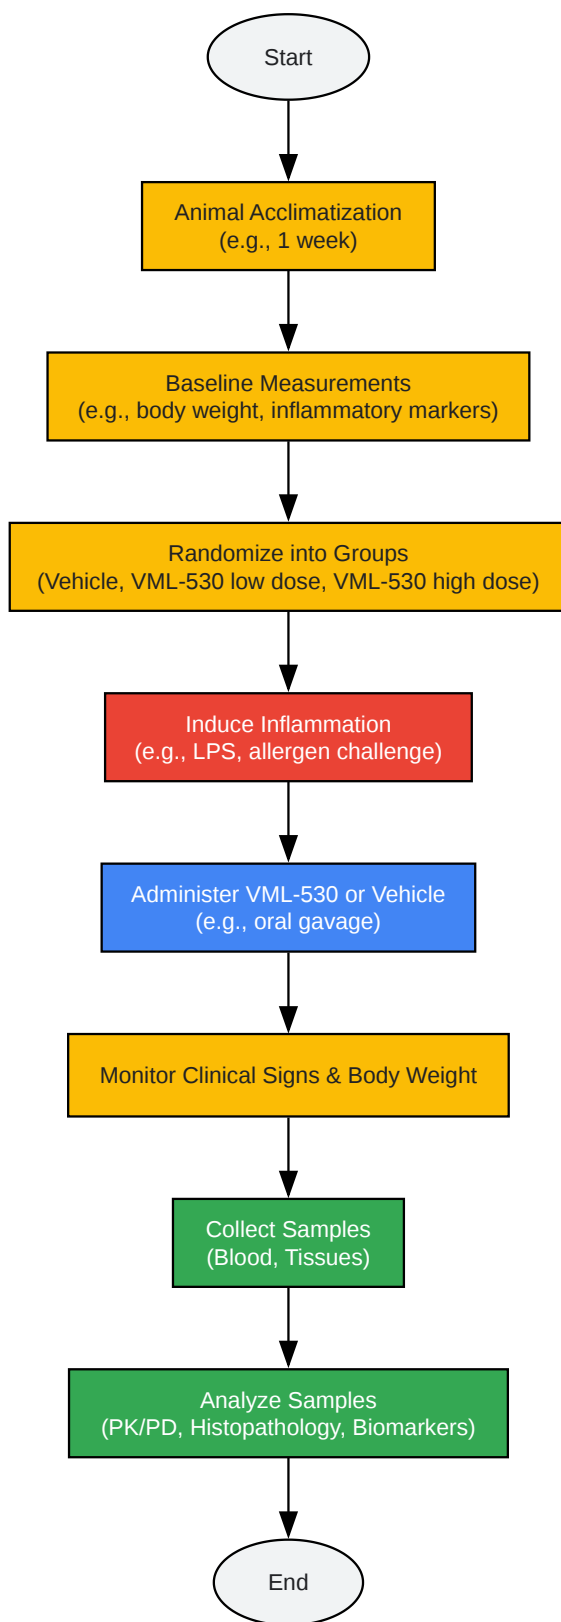 Start
Animal Acclimatization
(e.g., 1 week)
Baseline Measurements
(e.g., body weight, inflammatory markers)
Randomize into Groups
(Vehicle, VML-530 low dose, VML-530 high dose)
Induce Inflammation
(e.g., LPS, allergen challenge)
Administer VML-530 or Vehicle
(e.g., oral gavage)
Monitor Clinical Signs & Body Weight
Collect Samples
(Blood, Tissues)
Analyze Samples
(PK/PD, Histopathology, Biomarkers)
End